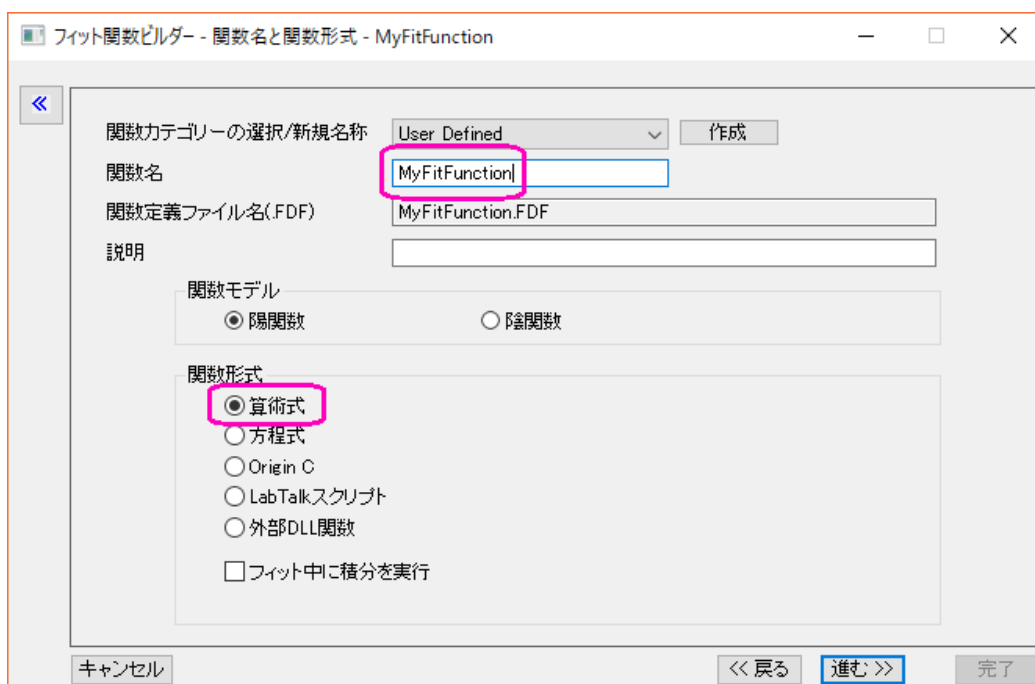 フィット関数ビルダー - 関数名と関数形式 - MyFitFunction
関数カテゴリーの選択/新規名称 User Defined 作成
関数名 MyFitFunction
関数定義ファイル名(.FDF) MyFitFunction.FDF
説明
関数モデル
陽関数 陰関数
関数形式
算術式
方程式
Origin C
LabTalkスクリプト
外部DLL関数
フィット中に積分を実行
キャンセル << 戻る 進む >> 完了